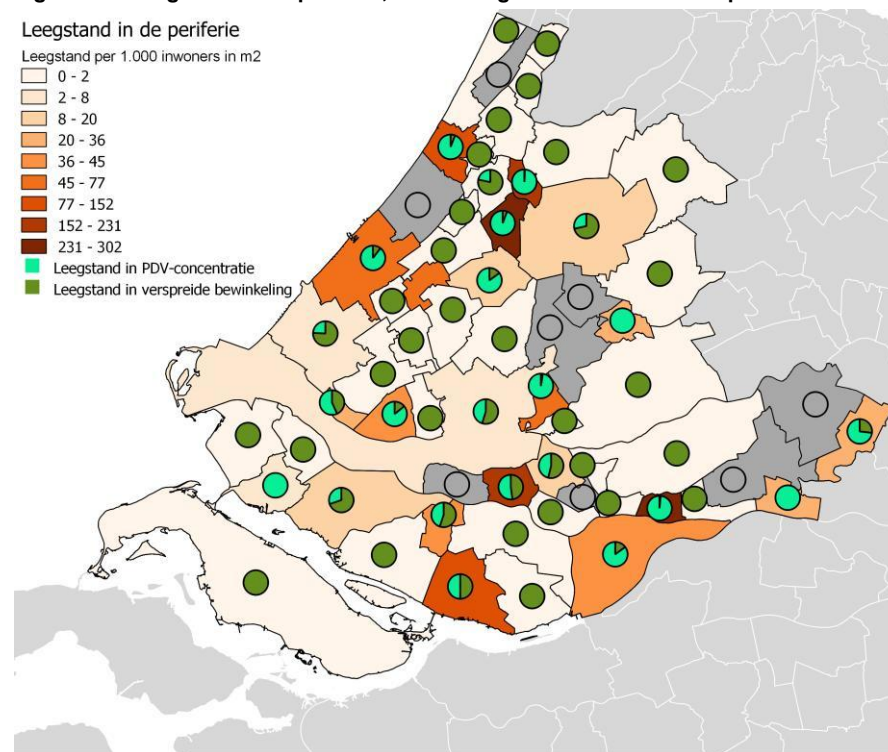 Leegstand in de periferie
Leegstand per 1.000 inwoners in m2
0 - 2
2 - 8
8 - 20
20 - 36
36 - 45
45 - 77
77 - 152
152 - 231
231 - 302
Leegstand in PDV-concentratie
Leegstand in verspreide bewinkeling